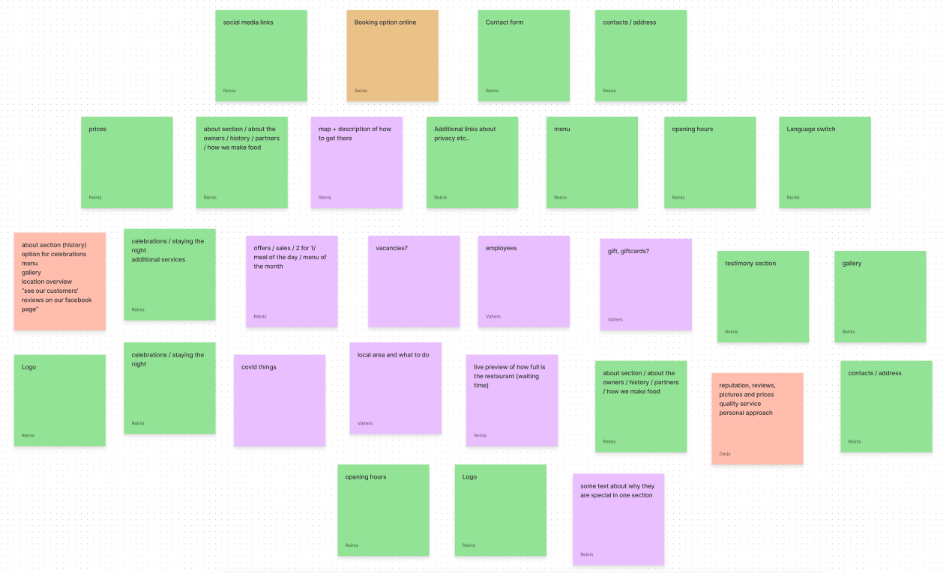 social media links
Reinis
Booking option online
Reinis
Contact form
Reinis
contacts / address
Reinis
prices
Reinis
about section / about the
owners / history / partners
/ how we make food
Reinis
map + description of how
to get there
Reinis
Additional links about
privacy etc..
Reinis
menu
Reinis
opening hours
Reinis
Language switch
Reinis
about section (history)
option for celebrations
menu
gallery
location overview
"see our customers'
reviews on our facebook
page"
celebrations / staying the
night
additional services
Reinis
offers / sales / 2 for 1/
meal of the day / menu of
the month
Reinis
vacancies?
employees
gift, giftcards?
testimony section
Reinis
gallery
Reinis
Logo
Reinis
celebrations / staying the
night
Reinis
covid things
local area and what to do
live preview of how full is
the restaurant (waiting
time)
Reinis
about section / about the
owners / history / partners
/ how we make food
Reinis
reputation, reviews,
pictures and prices
quality service
personal approach
contacts / address
Reinis
opening hours
Reinis
Logo
Reinis
some text about why they
are special in one section
Reinis